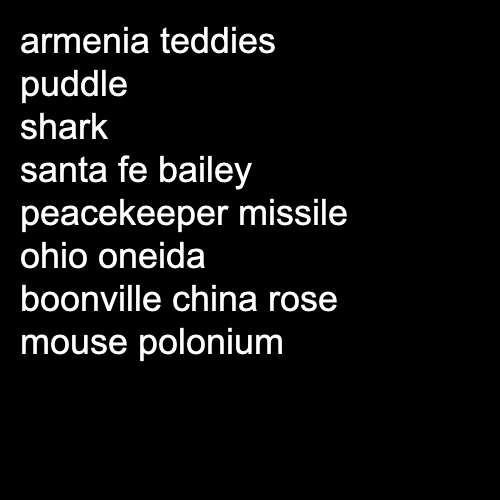 armenia teddies
puddle
shark
santa fe bailey
peacekeeper missile
ohio oneida
boonville china rose
mouse polonium